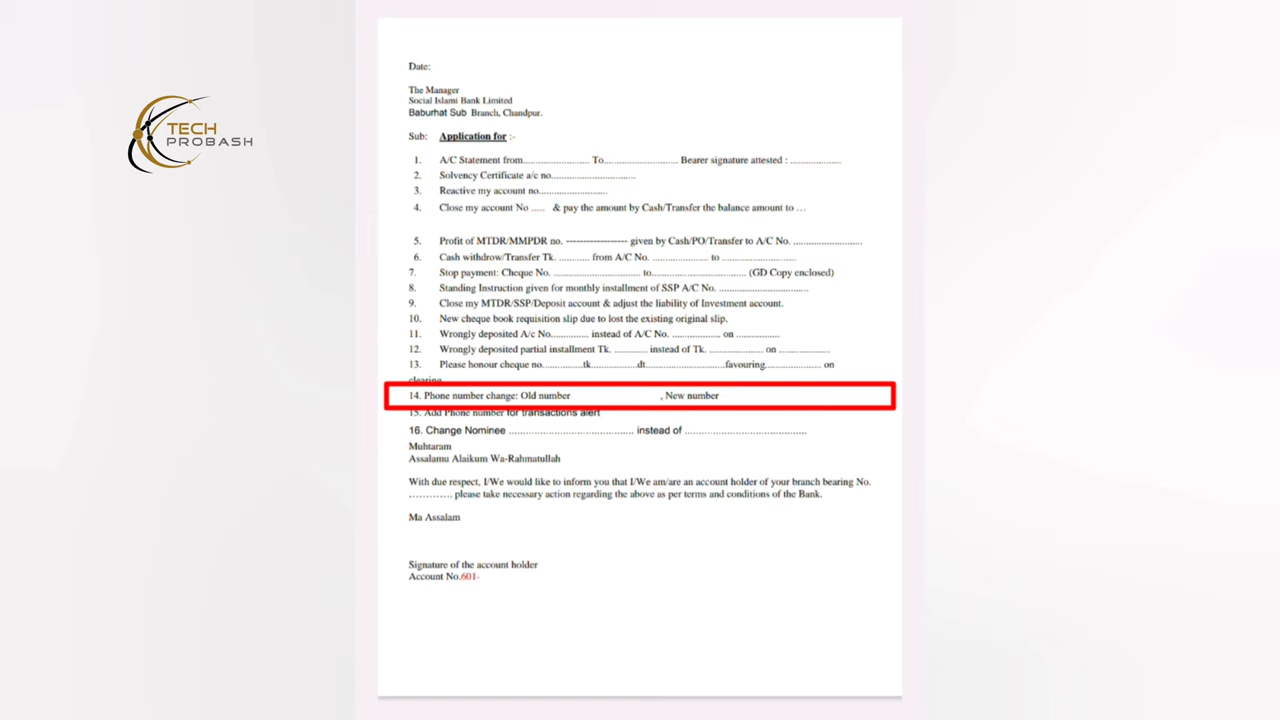 TECH
PROBASH
Date:
The Manager
Social Islami Bank Limited
Baburhat Sub Branch, Chandpur.
Sub: Application for :-
1. A/C Statement from...................... To......................... Bearer signature attested : .................
2. Solvency Certificate a/c no............................
3. Reactive my account no.......................
4. Close my account No ..... & pay the amount by Cash/Transfer the balance amount to ...
5. Profit of MTDR/MMPDR no. ------------------ given by Cash/PO/Transfer to A/C No. .......................
6. Cash withdrow/Transfer Tk. .......... from A/C No. ................... to .........................
7. Stop payment: Cheque No. .............................. to............................... (GD Copy enclosed)
8. Standing Instruction given for monthly installment of SSP A/C No. ..............................
9. Close my MTDR/SSP/Deposit account & adjust the liability of Investment account.
10. New cheque book requisition slip due to lost the existing original slip.
11. Wrongly deposited A/c No............. instead of A/C No. ................ on ..............
12. Wrongly deposited partial installment Tk. ........... instead of Tk. .................. on .................
13. Please honour cheque no..............tk................dt...........................favouring................... on
clearing
14. Phone number change: Old number , New number
15. Add Phone number for transactions alert
16. Change Nominee ..................................... instead of ....................................
Muhtaram
Assalamu Alaikum Wa-Rahmatullah
With due respect, I/We would like to inform you that I/We am/are an account holder of your branch bearing No.
............. please take necessary action regarding the above as per terms and conditions of the Bank.
Ma Assalam
Signature of the account holder
Account No.601-